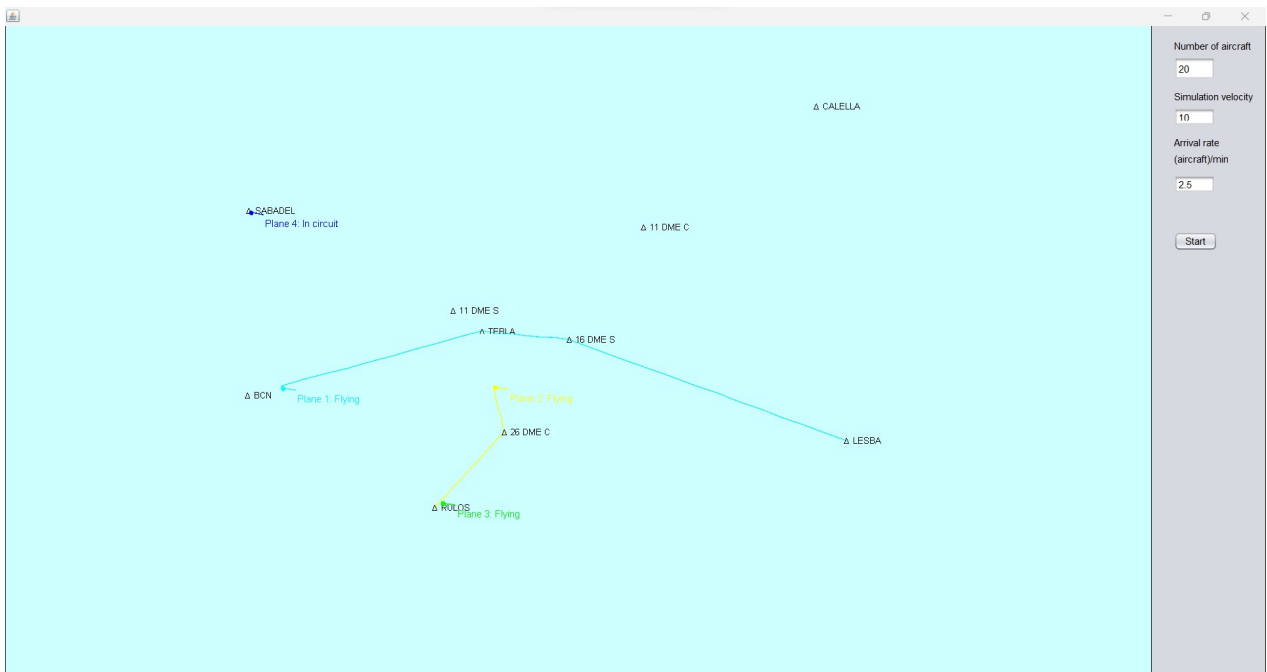 Number of aircraft
20
Simulation velocity
10
Arrival rate
(aircraft)/min
2.5
Start
CALELLA
SABADEL
Plane 4: In circuit
11 DME C
11 DME S
TEBLA
16 DME S
BCN
Plane 1: Flying
Plane 2: Flying
26 DME C
LESBA
RULOS
Plane 3: Flying